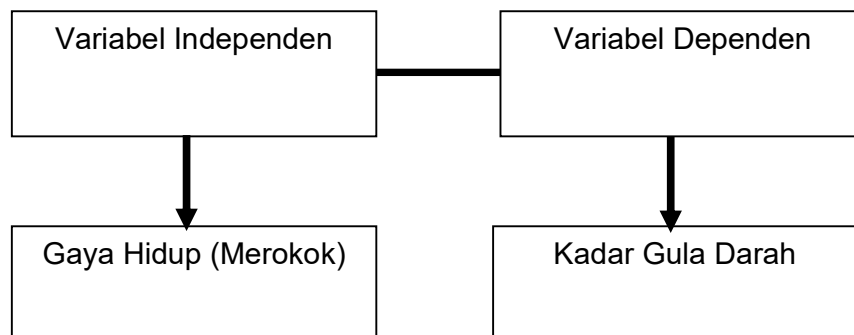 Variabel Independen
Variabel Dependen
Gaya Hidup (Merokok)
Kadar Gula Darah